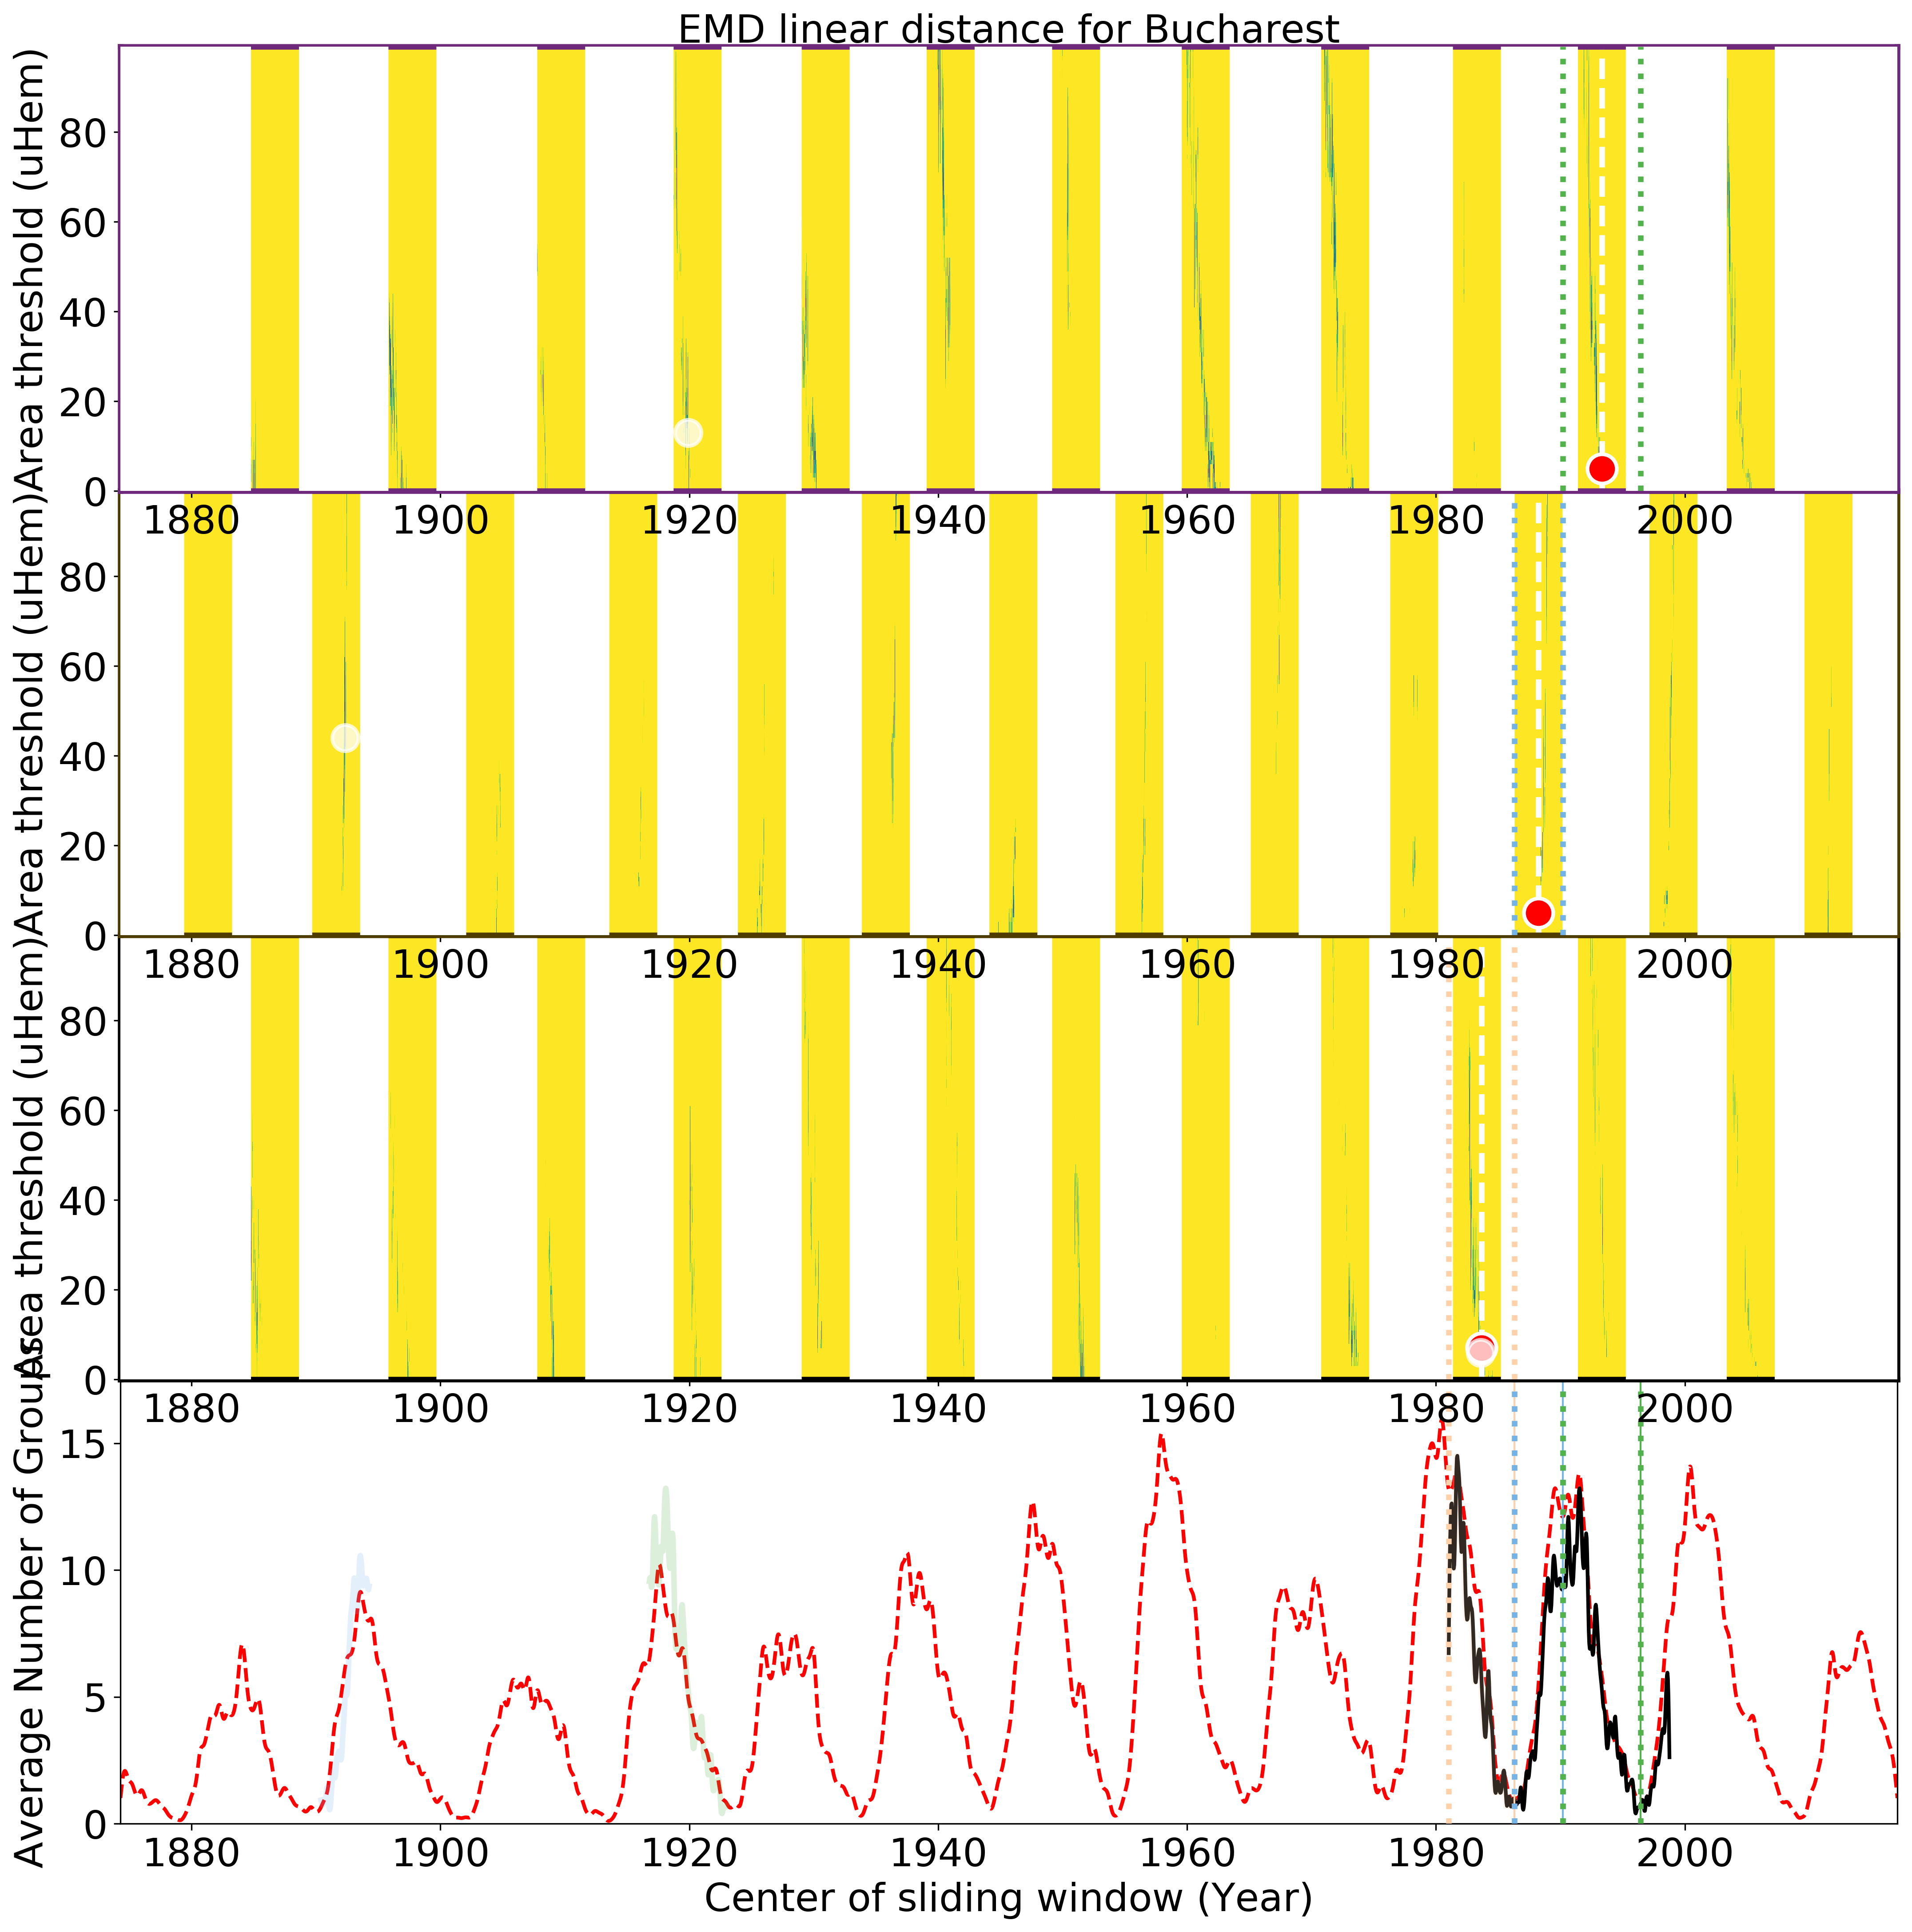 EMD linear distance for Bucharest
Area threshold (uHem)
80
60
40
20
0
1880 1900 1920 1940 1960 1980 2000
Area threshold (uHem)
80
60
40
20
0
1880 1900 1920 1940 1960 1980 2000
Area threshold (uHem)
80
60
40
20
0
1880 1900 1920 1940 1960 1980 2000
Average Number of Groups
15
10
5
0
1880 1900 1920 1940 1960 1980 2000
Center of sliding window (Year)